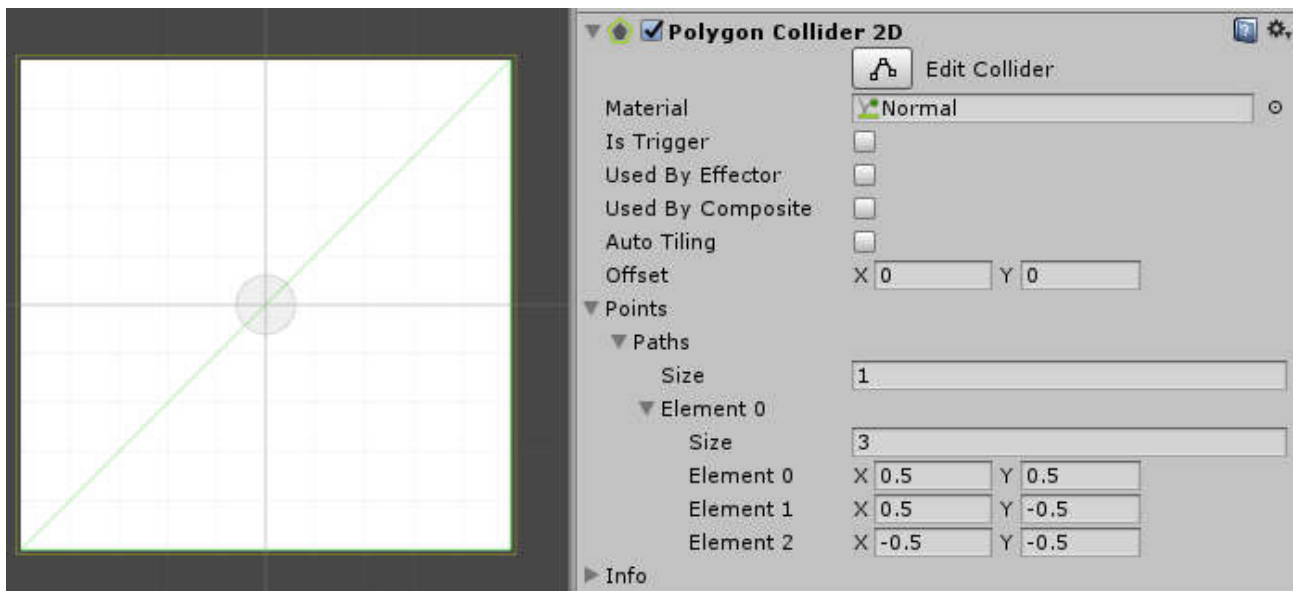 Polygon Collider 2D
Edit Collider
Material Normal
Is Trigger
Used By Effector
Used By Composite
Auto Tiling
Offset X 0 Y 0
Points
Paths
Size 1
Element 0
Size 3
Element 0 X 0.5 Y 0.5
Element 1 X 0.5 Y -0.5
Element 2 X -0.5 Y -0.5
Info